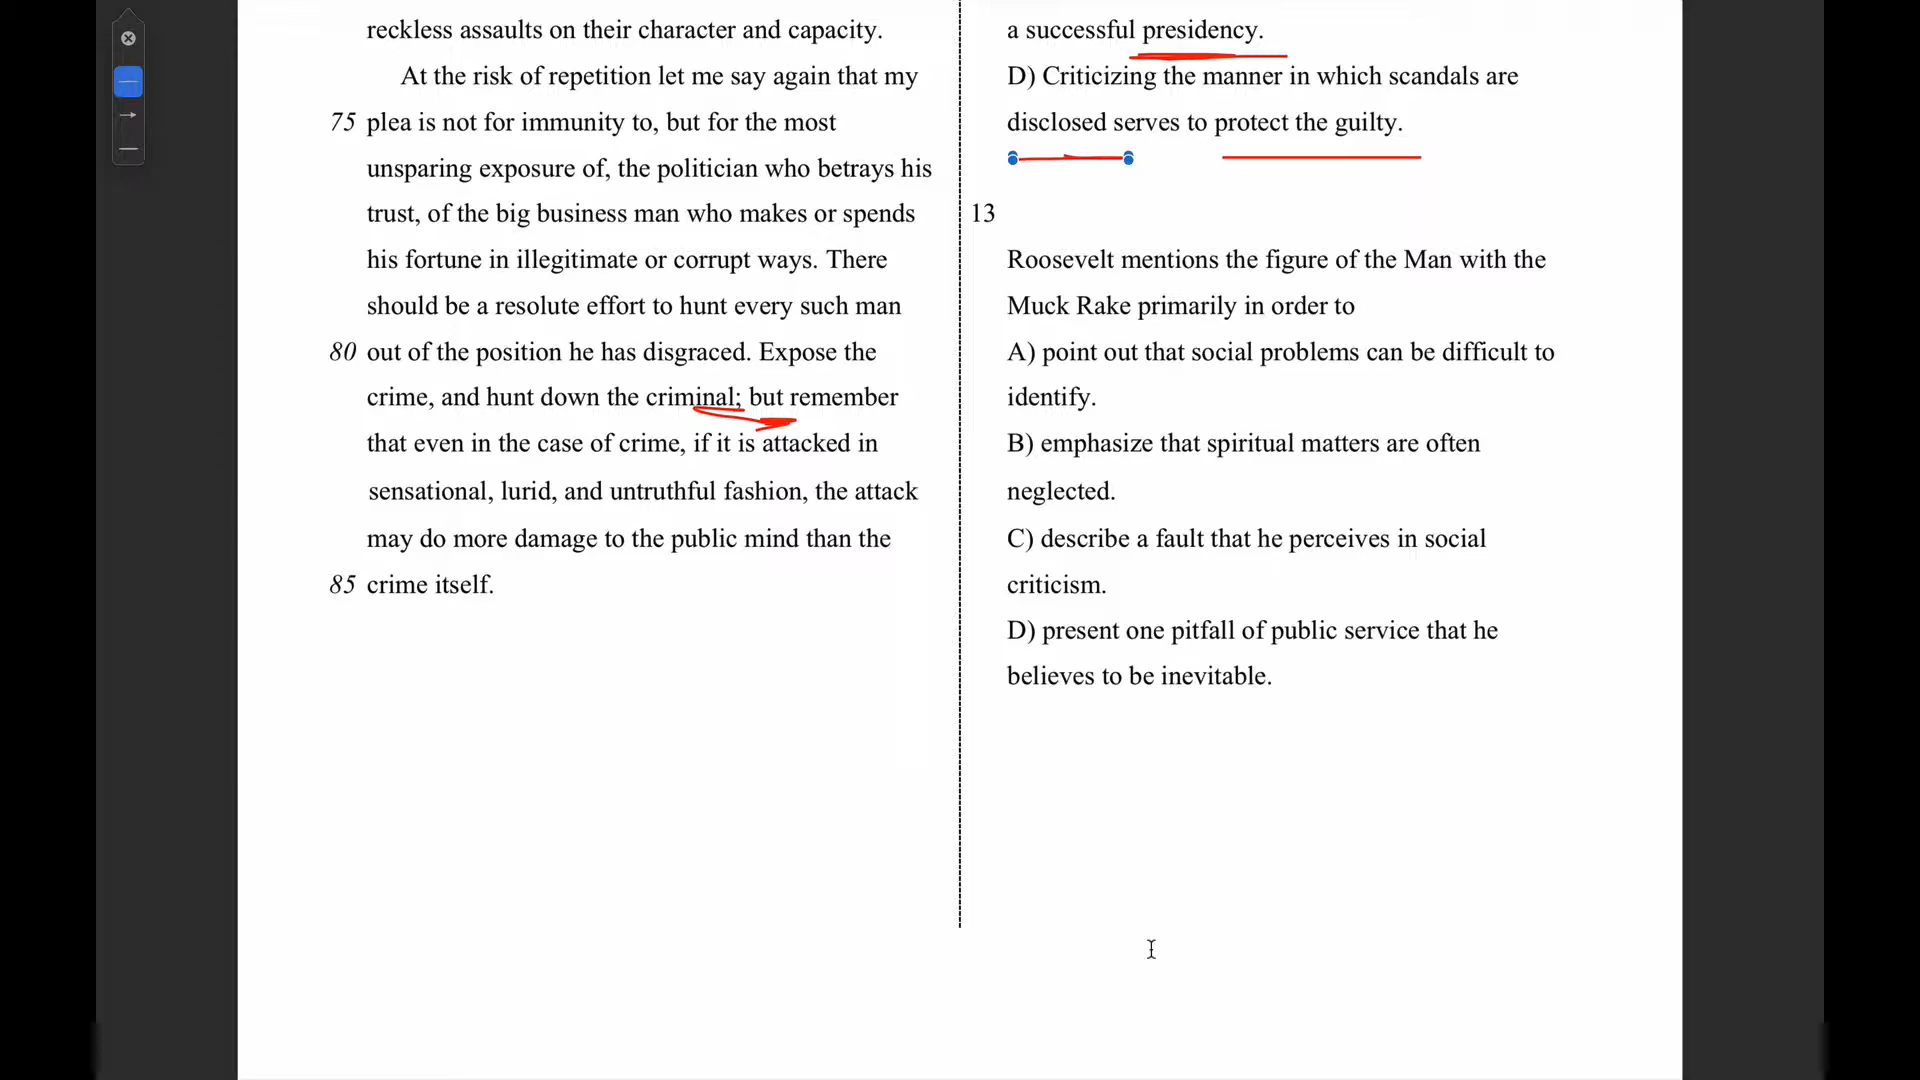 reckless assaults on their character and capacity.
At the risk of repetition let me say again that my
75 plea is not for immunity to, but for the most
unsparing exposure of, the politician who betrays his
trust, of the big business man who makes or spends
his fortune in illegitimate or corrupt ways. There
should be a resolute effort to hunt every such man
80 out of the position he has disgraced. Expose the
crime, and hunt down the criminal; but remember
that even in the case of crime, if it is attacked in
sensational, lurid, and untruthful fashion, the attack
may do more damage to the public mind than the
85 crime itself.
a successful presidency.
D) Criticizing the manner in which scandals are
disclosed serves to protect the guilty.
13
Roosevelt mentions the figure of the Man with the
Muck Rake primarily in order to
A) point out that social problems can be difficult to
identify.
B) emphasize that spiritual matters are often
neglected.
C) describe a fault that he perceives in social
criticism.
D) present one pitfall of public service that he
believes to be inevitable.